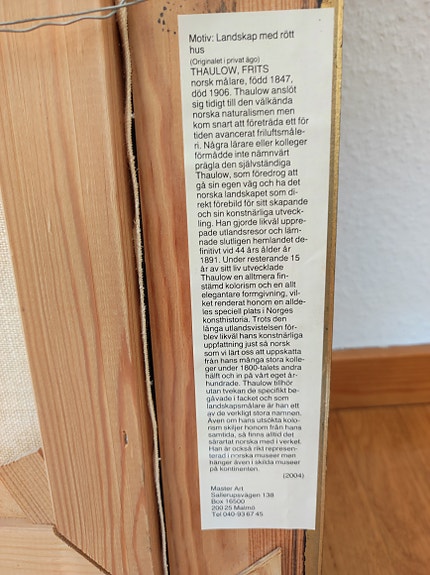 Motiv: Landskap med rött
hus
(Originalet i privat ägo)
THAULOW, FRITS
norsk målare, född 1847,
död 1906. Thaulow anslöt
sig tidigt till den välkända
norska naturalismen men
kom snart att företräda ett för
tiden avancerat friluftsmåle-
ri. Några lärare eller kolleger
förmådde inte nämnvärt
prägla den självständiga
Thaulow, som föredrog att
gå sin egen väg och ha det
norska landskapet som di-
rekt förebild för sitt skapande
och sin konstnärliga utveck-
ling. Han gjorde likväl uppre-
pade utlandsresor och läm-
nade slutligen hemlandet de-
finitivt vid 44 års ålder år
1891. Under resterande 15
år av sitt liv utvecklade
Thaulow en alltmera fin-
stämd kolorism och en allt
elegantare formgivning, vil-
ket renderat honom en allde-
les speciell plats i Norges
konsthistoria. Trots den
långa utlandsvistelsen för-
blev likväl hans konstnärliga
uppfattning just så norsk
som vi lärt oss att uppskatta
från hans många stora kolle-
ger under 1800-talets andra
hälft och in på vårt eget år-
hundrade. Thaulow tillhör
utan tvekan de specifikt be-
gåvade i facket och som
landskapsmålare är han ett
av de verkligt stora namnen.
Även om hans utsökta kolo-
rism skiljer honom från hans
samtida, så finns alltid det
särartat norska med i verket.
Han är också rikt represen-
terad i norska museer men
hänger även i skilda museer
på kontinenten.
(2004)
Master Art
Sallerupsvägen 138
Box 16500
200 25 Malmö
Tel 040-93 67 45